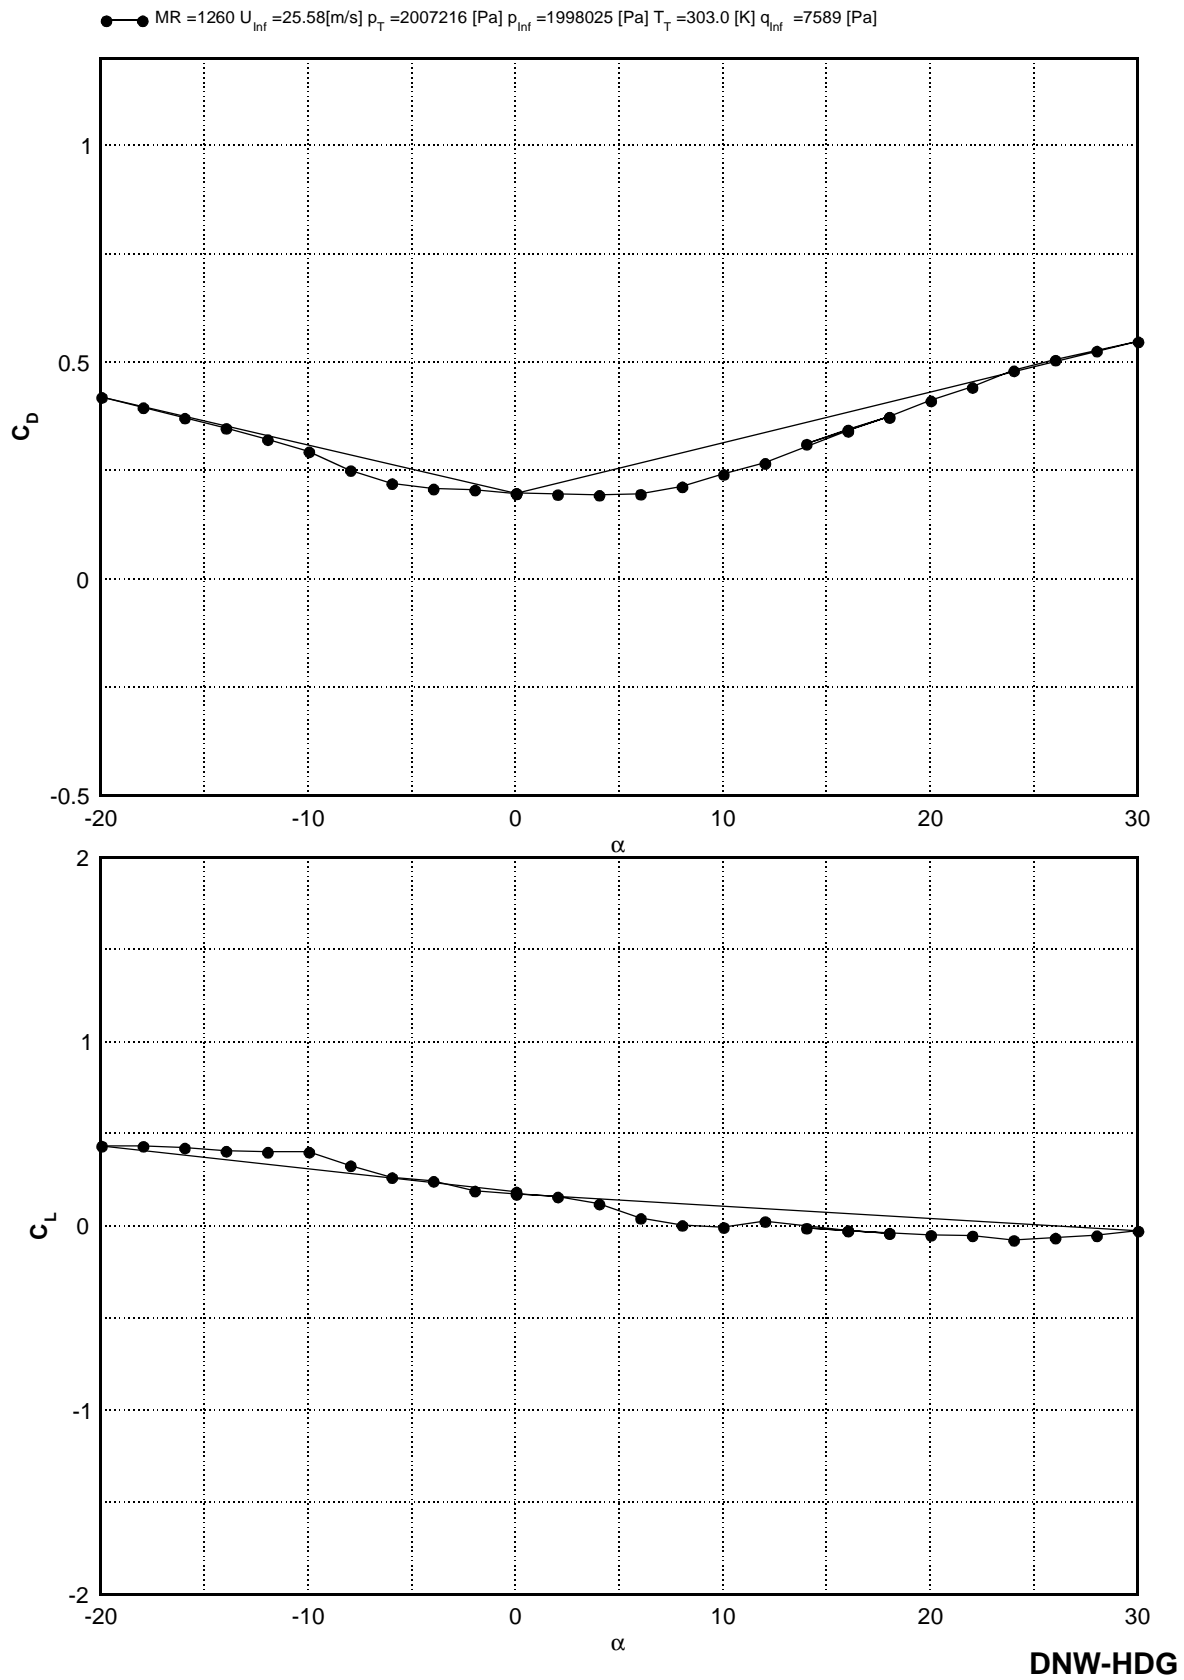 MR =1260 U_Inf =25.58[m/s] p_T =2007216 [Pa] p_Inf =1998025 [Pa] T_T =303.0 [K] q_Inf =7589 [Pa]
1
0.5
C_D
0
-0.5
-20 -10 0 10 20 30
α
2
1
0
C_L
-1
-2
-20 -10 0 10 20 30
α
DNW-HDG